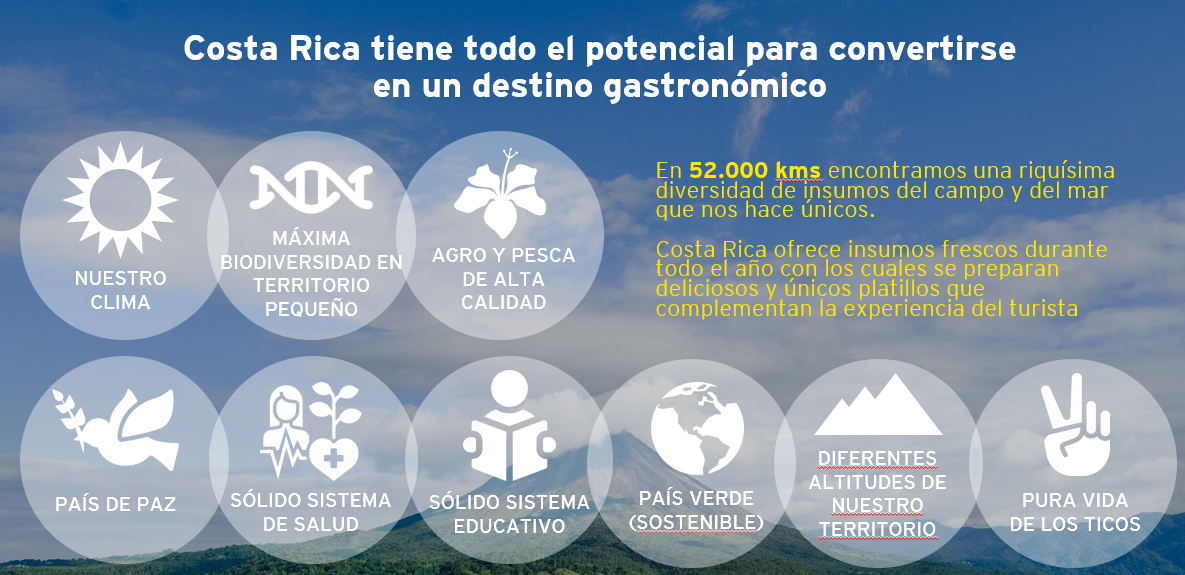 Costa Rica tiene todo el potencial para convertirse
en un destino gastronómico
NUESTRO
CLIMA
MÁXIMA
BIODIVERSIDAD EN
TERRITORIO
PEQUEÑO
AGRO Y PESCA
DE ALTA
CALIDAD
En 52.000 kms encontramos una riquísima
diversidad de insumos del campo y del mar
que nos hace únicos.
Costa Rica ofrece insumos frescos durante
todo el año con los cuales se preparan
deliciosos y únicos platillos que
complementan la experiencia del turista
PAÍS DE PAZ
SÓLIDO SISTEMA
DE SALUD
SÓLIDO SISTEMA
EDUCATIVO
PAÍS VERDE
(SOSTENIBLE)
DIFERENTES
ALTITUDES DE
NUESTRO
TERRITORIO
PURA VIDA
DE LOS TICOS